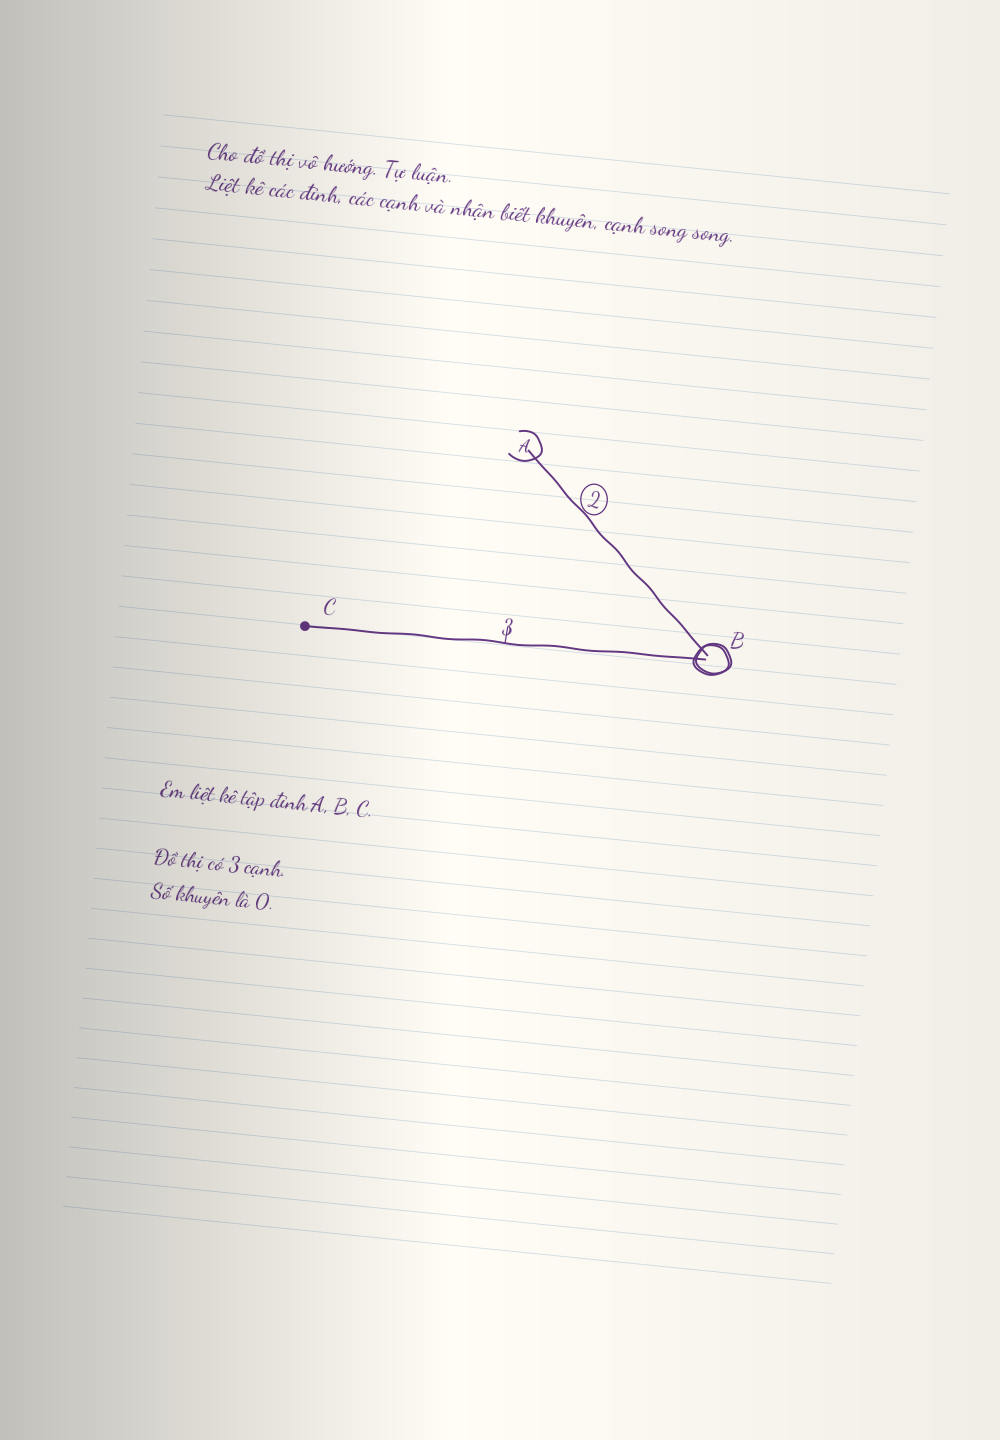 Cho đồ thị vô hướng. Tự luận.
Liệt kê các đỉnh, các cạnh và nhận biết khuyên, cạnh song song.
A
2
C
3
B
Em liệt kê tập đỉnh A, B, C.
Đồ thị có 3 cạnh.
Số khuyên là 0.